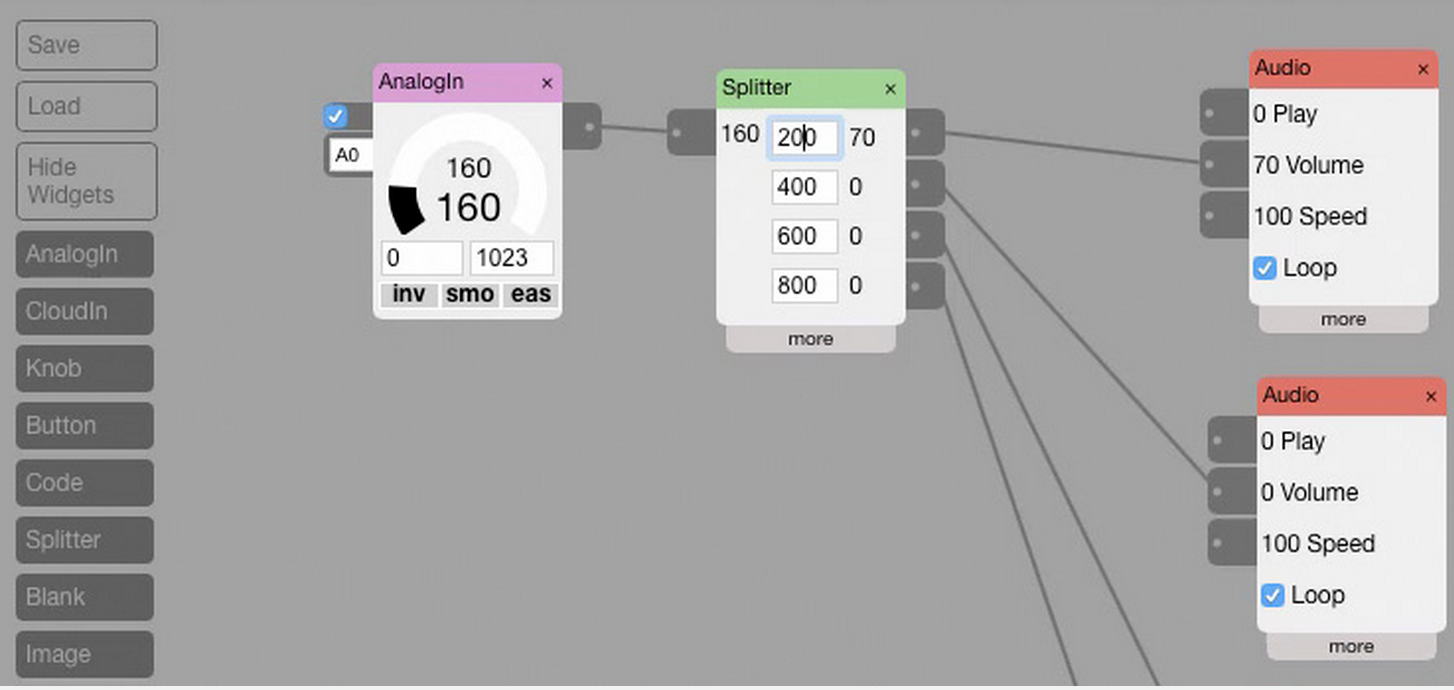 Save
Load
Hide
Widgets
AnalogIn
CloudIn
Knob
Button
Code
Splitter
Blank
Image
AnalogIn ×
A0
160
160
0 1023
inv smo eas
Splitter ×
160 200 70
400 0
600 0
800 0
more
Audio ×
0 Play
70 Volume
100 Speed
Loop
more
Audio ×
0 Play
0 Volume
100 Speed
Loop
more